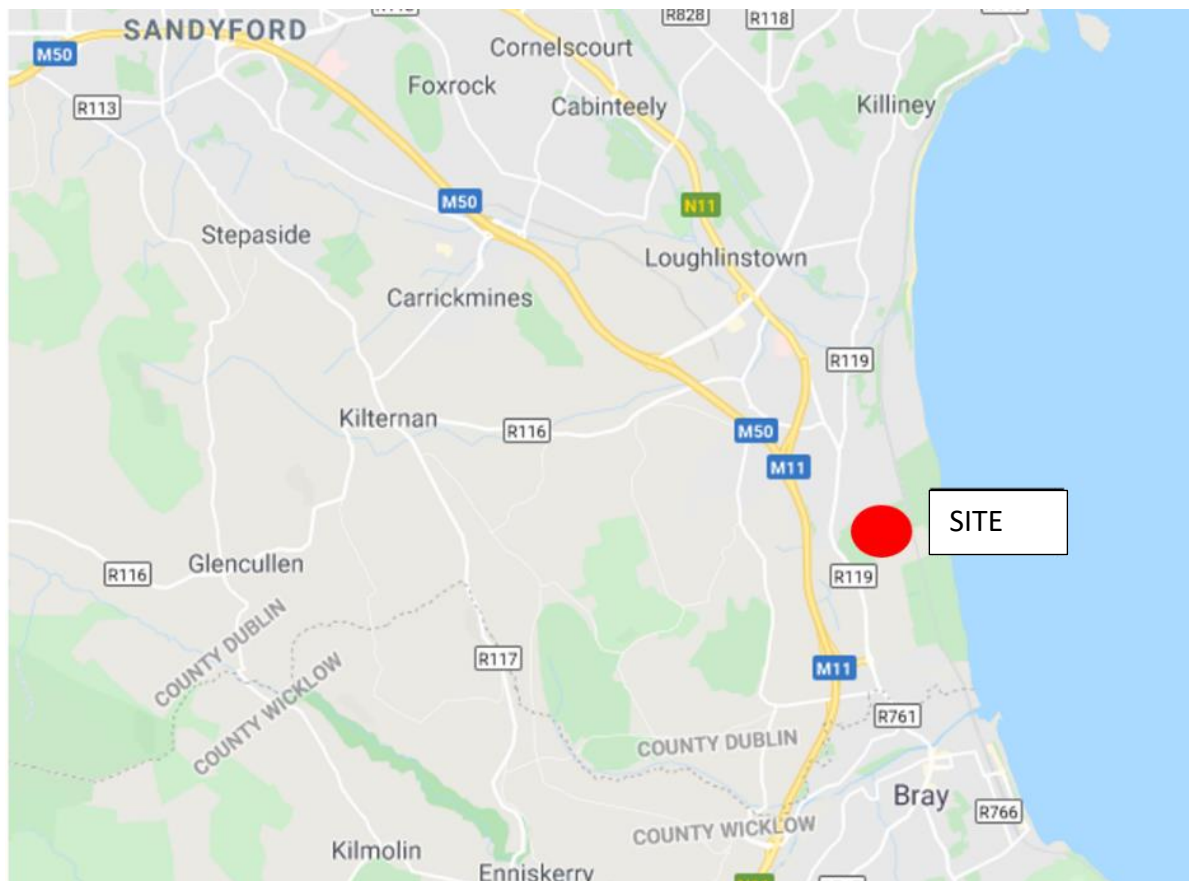 SANDYFORD
R828
R118
Cornelscourt
M50
Foxrock
Cabinteely
Killiney
R113
M50
N11
Stepaside
Loughlinstown
Carrickmines
R119
Kilternan
R116
M50
M11
SITE
Glencullen
R116
R119
COUNTY DUBLIN
COUNTY WICKLOW
R117
M11
R761
COUNTY DUBLIN
Bray
R766
COUNTY WICKLOW
Kilmolin
Enniskerry